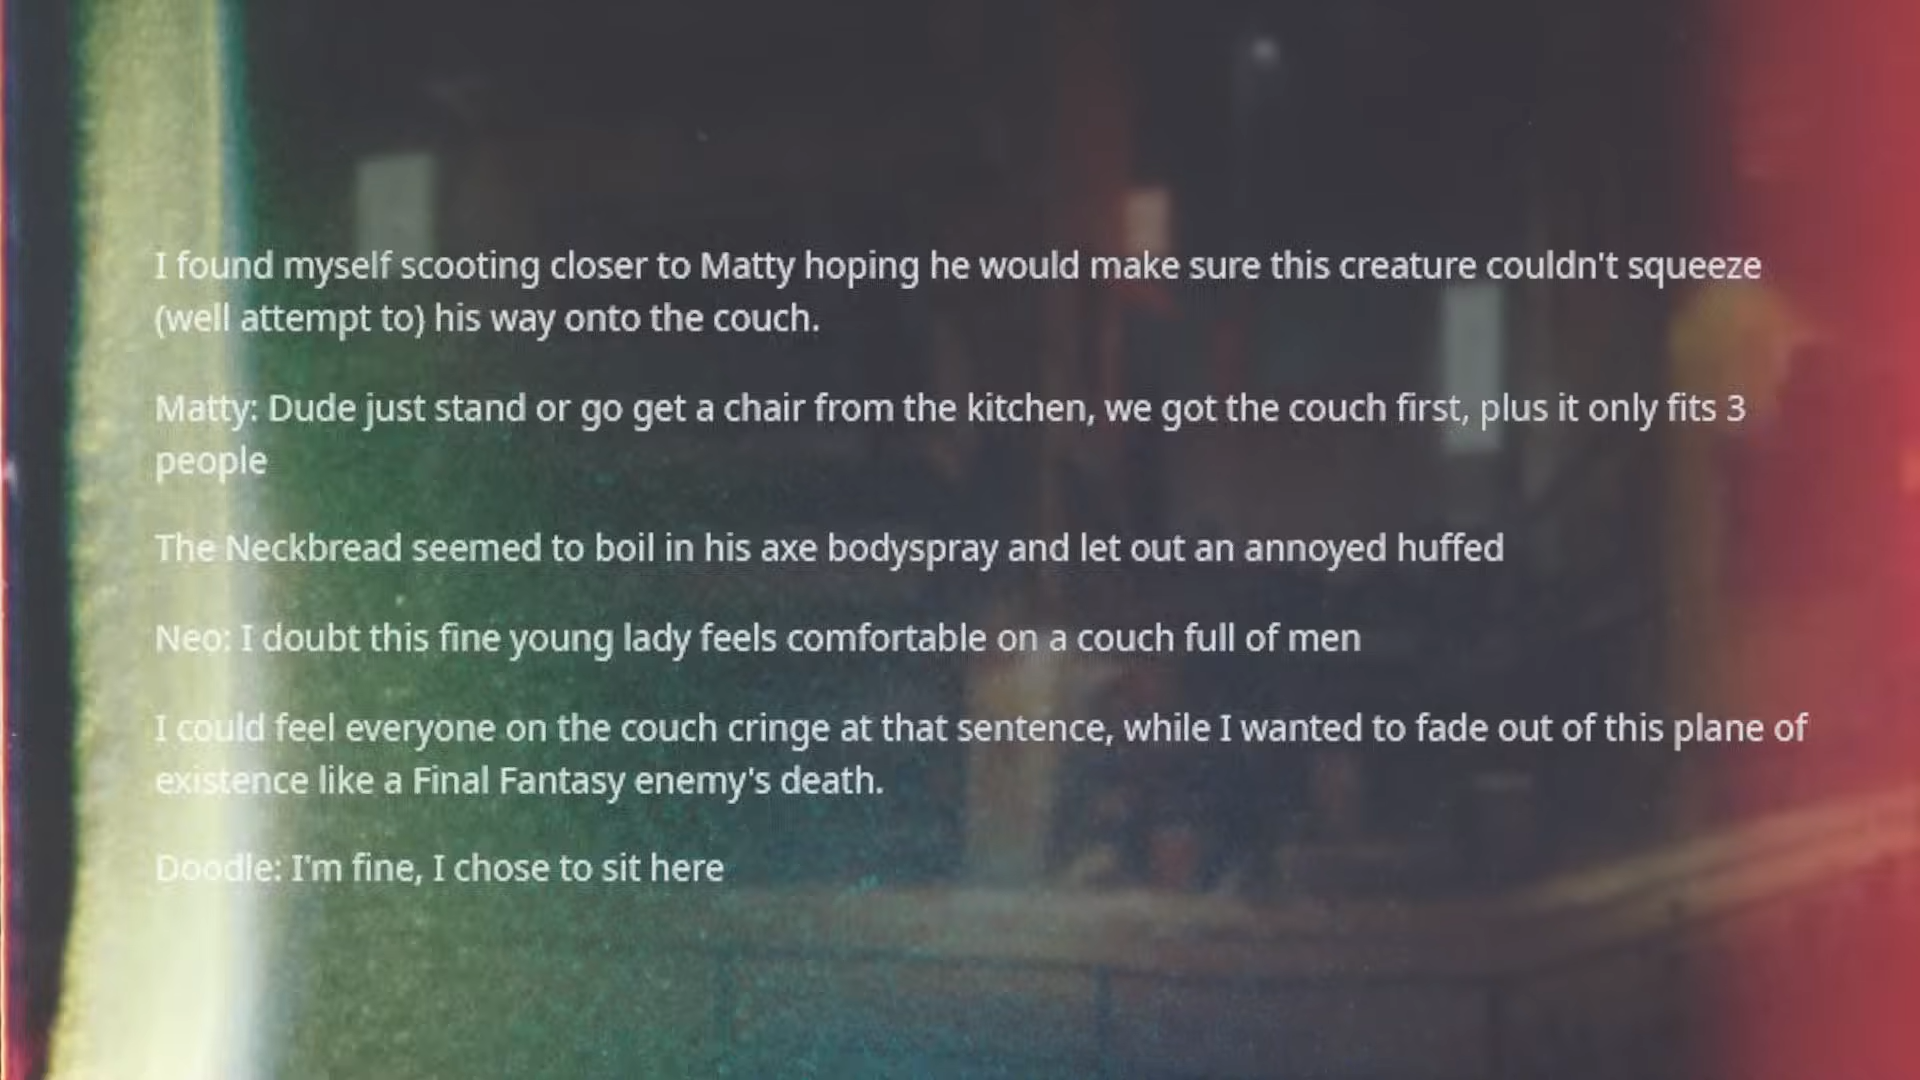 I found myself scooting closer to Matty hoping he would make sure this creature couldn't squeeze
(well attempt to) his way onto the couch.
Matty: Dude just stand or go get a chair from the kitchen, we got the couch first, plus it only fits 3
people
The Neckbread seemed to boil in his axe bodyspray and let out an annoyed huffed
Neo: I doubt this fine young lady feels comfortable on a couch full of men
I could feel everyone on the couch cringe at that sentence, while I wanted to fade out of this plane of
existence like a Final Fantasy enemy's death.
Doodle: I'm fine, I chose to sit here